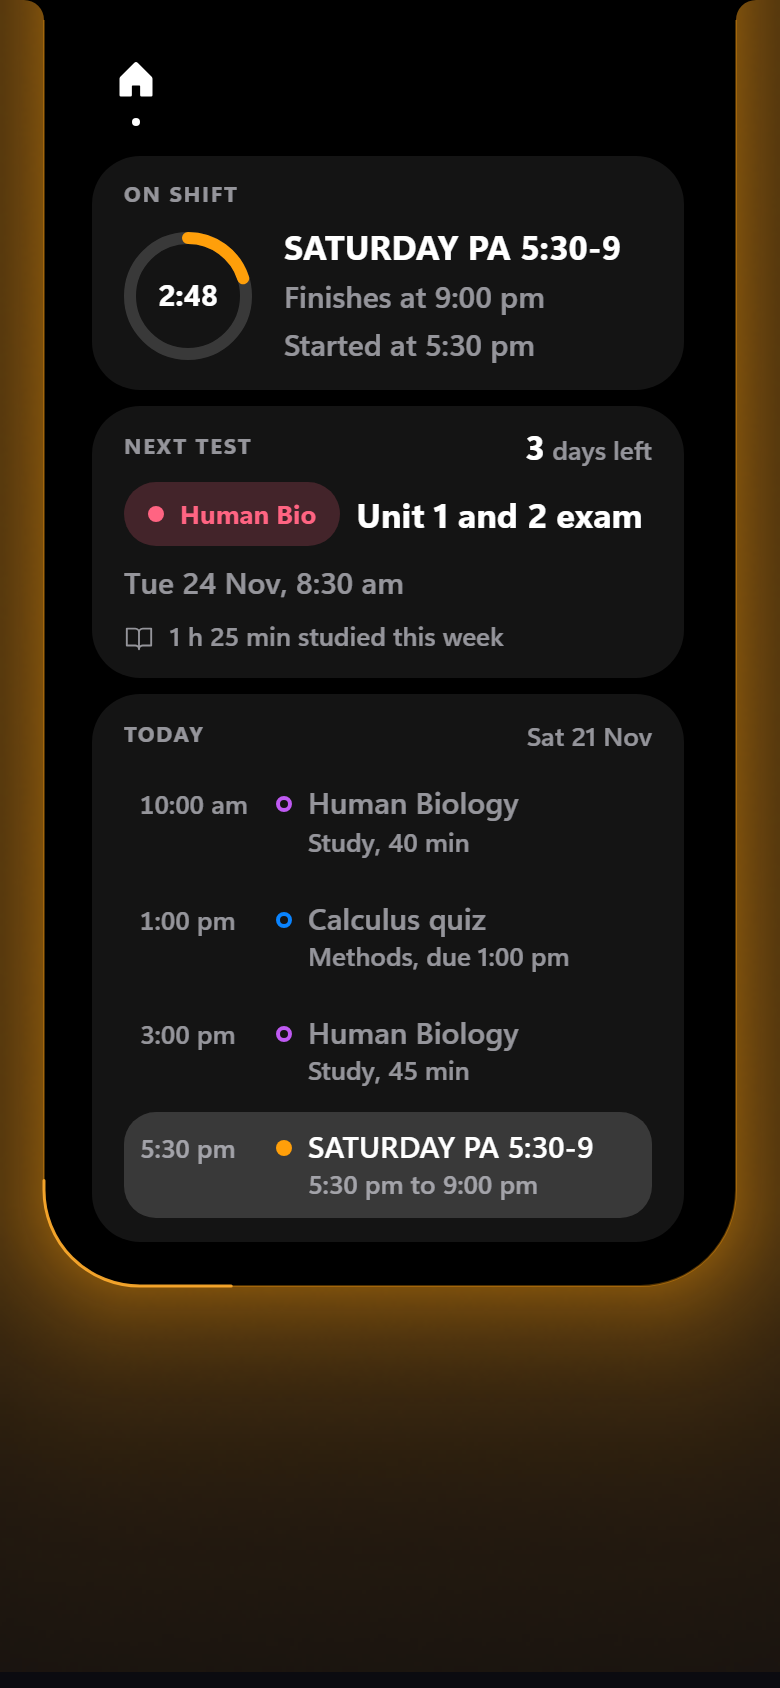 ON SHIFT
2:48
SATURDAY PA 5:30-9
Finishes at 9:00 pm
Started at 5:30 pm
NEXT TEST
3 days left
Human Bio
Unit 1 and 2 exam
Tue 24 Nov, 8:30 am
1 h 25 min studied this week
TODAY
Sat 21 Nov
10:00 am
Human Biology
Study, 40 min
1:00 pm
Calculus quiz
Methods, due 1:00 pm
3:00 pm
Human Biology
Study, 45 min
5:30 pm
SATURDAY PA 5:30-9
5:30 pm to 9:00 pm